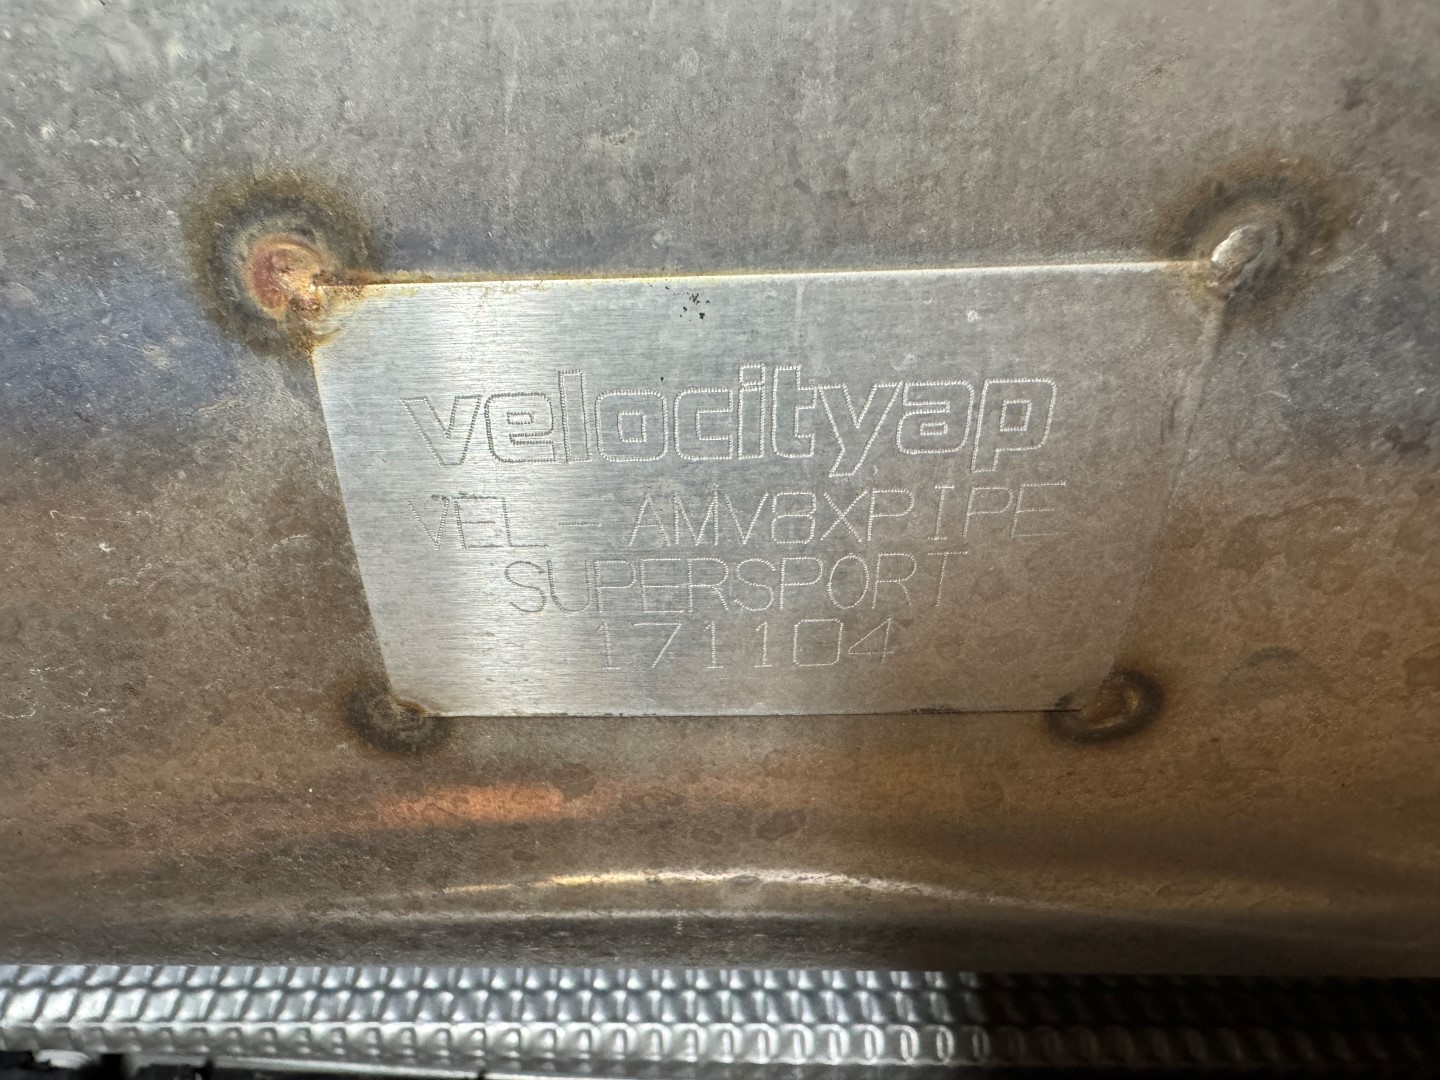 velocityap
VEL-AMV8XPIPE
SUPERSPORT
171104